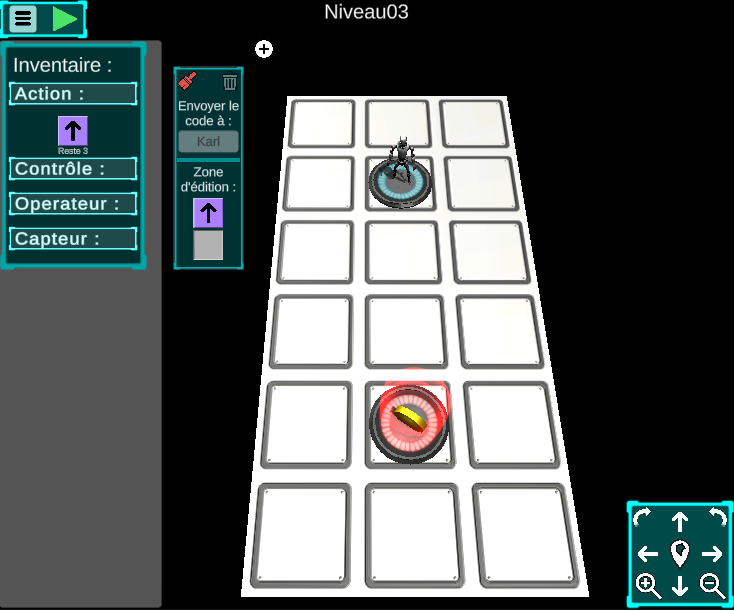 Niveau03
Inventaire :
Action :
Reste 3
Contrôle :
Operateur :
Capteur :
Envoyer le
code à :
Karl
Zone
d'édition :